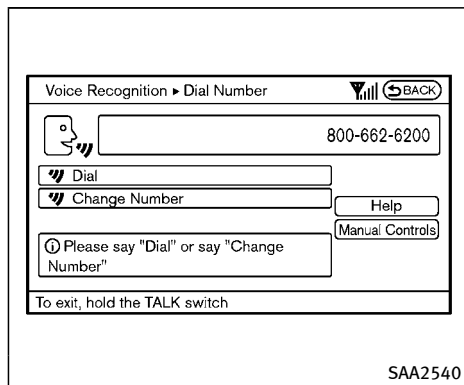 Voice Recognition ▸ Dial Number
BACK
800-662-6200
Dial
Change Number
Help
Manual Controls
Please say "Dial" or say "Change
Number"
To exit, hold the TALK switch
SAA2540